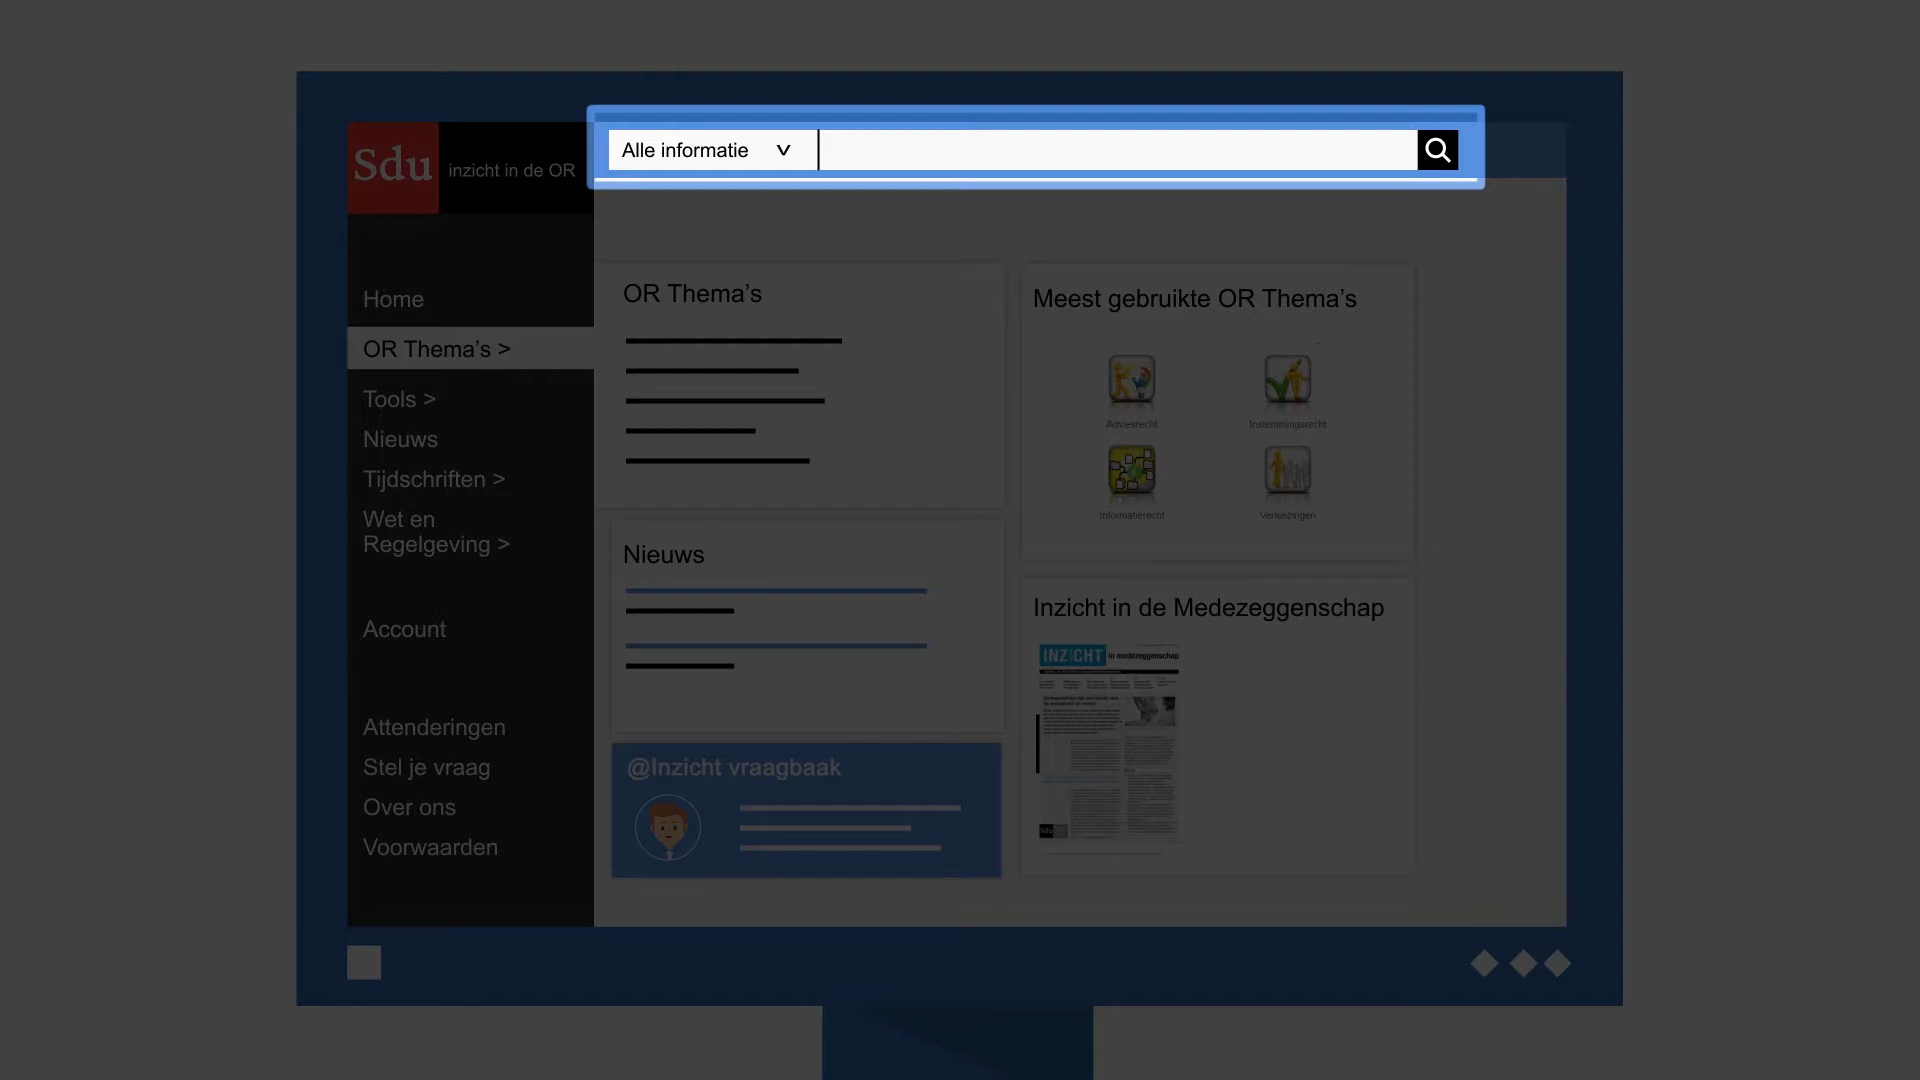 Alle informatie
Sdu
inzicht in de OR
Home
OR Thema's >
Tools >
Nieuws
Tijdschriften >
Wet en
Regelgeving >
Account
Attenderingen
Stel je vraag
Over ons
Voorwaarden
OR Thema's
Nieuws
@Inzicht vraagbaak
Meest gebruikte OR Thema's
Adviesrecht
Instemmingsrecht
Informatierecht
Verkiezingen
Inzicht in de Medezeggenschap
INZICHT in medezeggenschap
Sdu